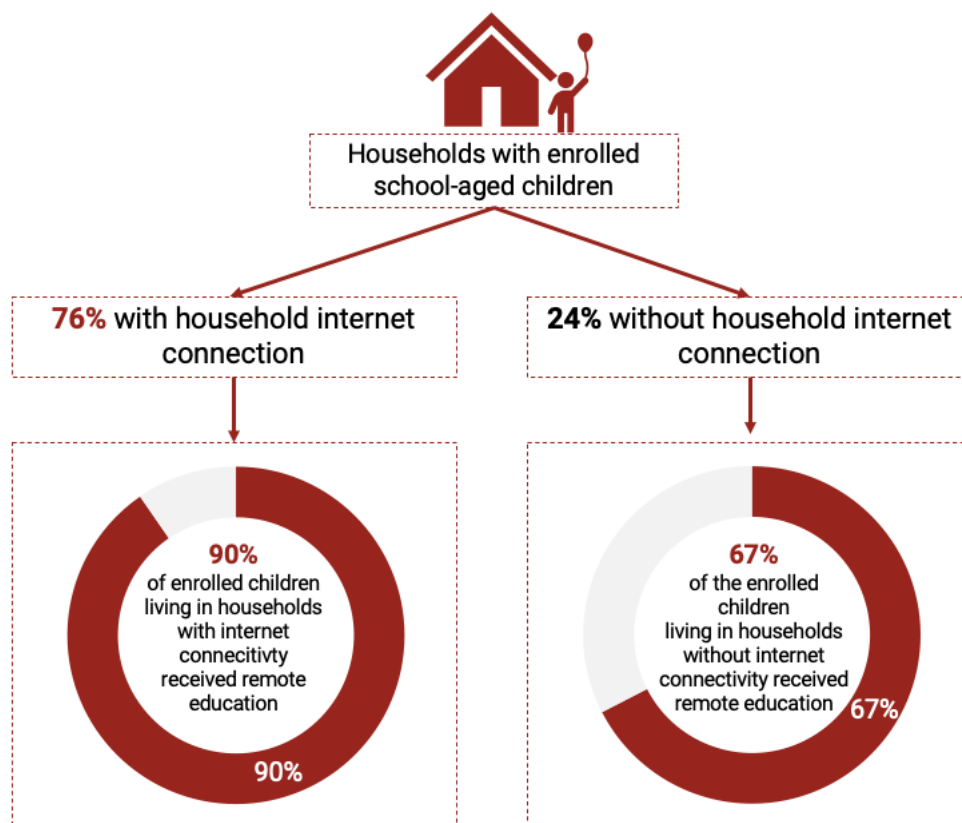 Households with enrolled
school-aged children
76% with household internet
connection
24% without household internet
connection
90%
of enrolled children
living in households
with internet
connecitivty
received remote
education
90%
67%
of the enrolled
children
living in households
without internet
connectivity received
remote education
67%